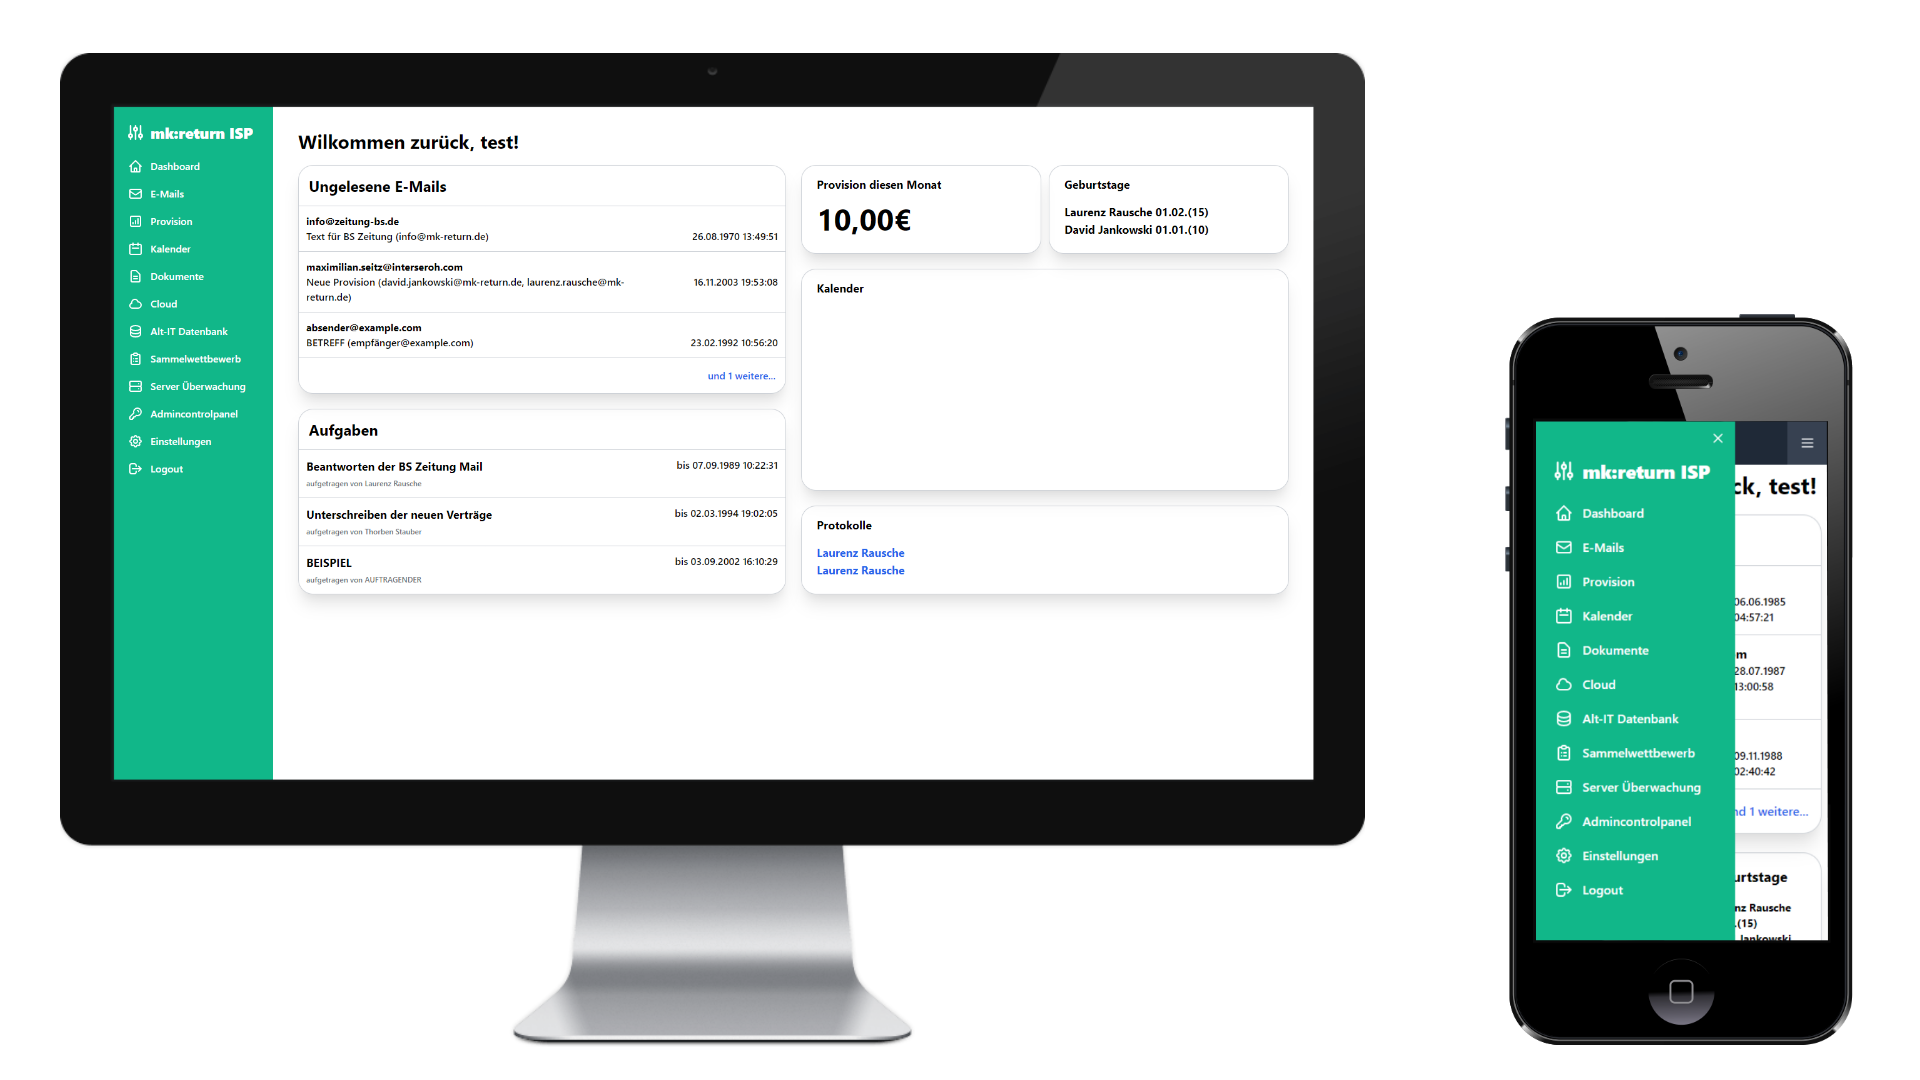 mk:return ISP
Dashboard
E-Mails
Provision
Kalender
Dokumente
Cloud
Alt-IT Datenbank
Sammelwettbewerb
Server Überwachung
Admincontrolpanel
Einstellungen
Logout
Wilkommen zurück, test!
Ungelesene E-Mails
info@zeitung-bs.de
Text für BS Zeitung (info@mk-return.de) 26.08.1970 13:49:51
maximilian.seitz@interseroh.com
Neue Provision (david.jankowski@mk-return.de, laurenz.rausche@mk- 16.11.2003 19:53:08
return.de)
absender@example.com
BETREFF (empfänger@example.com) 23.02.1992 10:56:20
und 1 weitere...
Aufgaben
Beantworten der BS Zeitung Mail bis 07.09.1989 10:22:31
aufgetragen von Laurenz Rausche
Unterschreiben der neuen Verträge bis 02.03.1994 19:02:05
aufgetragen von Thorben Stauber
BEISPIEL bis 03.09.2002 16:10:29
aufgetragen von AUFTRAGENDER
Provision diesen Monat
10,00€
Geburtstage
Laurenz Rausche 01.02.(15)
David Jankowski 01.01.(10)
Kalender
Protokolle
Laurenz Rausche
Laurenz Rausche
mk:return ISP
Dashboard
E-Mails
Provision
Kalender
Dokumente
Cloud
Alt-IT Datenbank
Sammelwettbewerb
Server Überwachung
Admincontrolpanel
Einstellungen
Logout
ck, test!
06.06.1985
04:57:21
m
28.07.1987
13:00:58
09.11.1988
02:40:42
nd 1 weitere...
urtstage
nz Rausche
.(15)
Jankowski